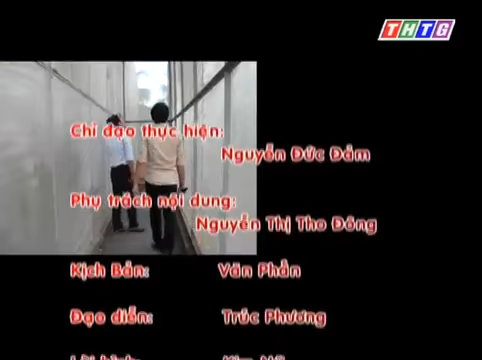 THTG
Chỉ đạo thực hiện:
Nguyễn Đức Đảm
Phụ trách nội dung:
Nguyễn Thị Tho Đông
Kịch Bản: Văn Phần
Đạo diễn: Trúc Phương